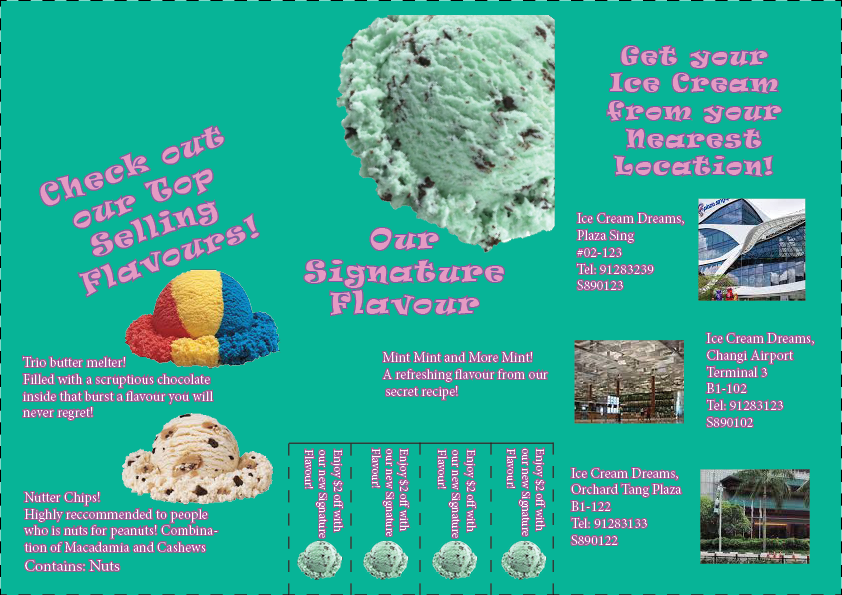 Check out
our Top
Selling
Flavours!
Trio butter melter!
Filled with a scruptious chocolate
inside that burst a flavour you will
never regret!
Nutter Chips!
Highly reccommended to people
who is nuts for peanuts! Combina-
tion of Macadamia and Cashews
Contains: Nuts
Our
Signature
Flavour
Mint Mint and More Mint!
A refreshing flavour from our
secret recipe!
Enjoy $2 off with
our new Signature
Flavour!
Enjoy $2 off with
our new Signature
Flavour!
Enjoy $2 off with
our new Signature
Flavour!
Enjoy $2 off with
our new Signature
Flavour!
Get your
Ice Cream
from your
Nearest
Location!
Ice Cream Dreams,
Plaza Sing
#02-123
Tel: 91283239
S890123
Ice Cream Dreams,
Changi Airport
Terminal 3
B1-102
Tel: 91283123
S890102
Ice Cream Dreams,
Orchard Tang Plaza
B1-122
Tel: 91283133
S890122